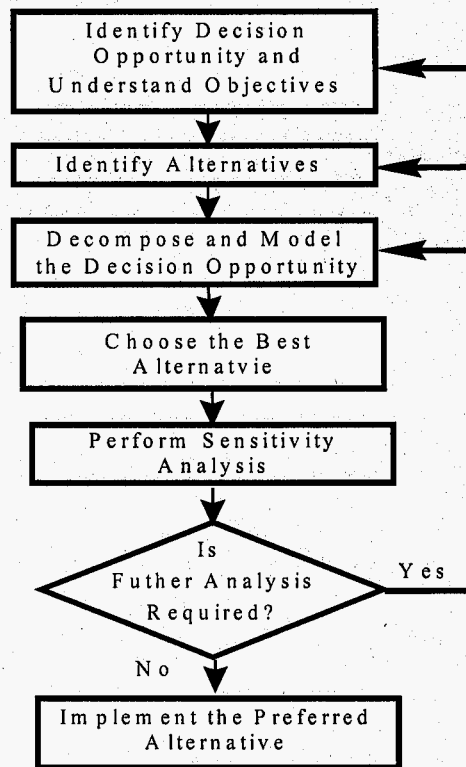 Identify Decision
Opportunity and
Understand Objectives
Identify Alternatives
Decompose and Model
the Decision Opportunity
Choose the Best
Alternatvie
Perform Sensitivity
Analysis
Is
Futher Analysis
Required?
Yes
No
Implement the Preferred
Alternative